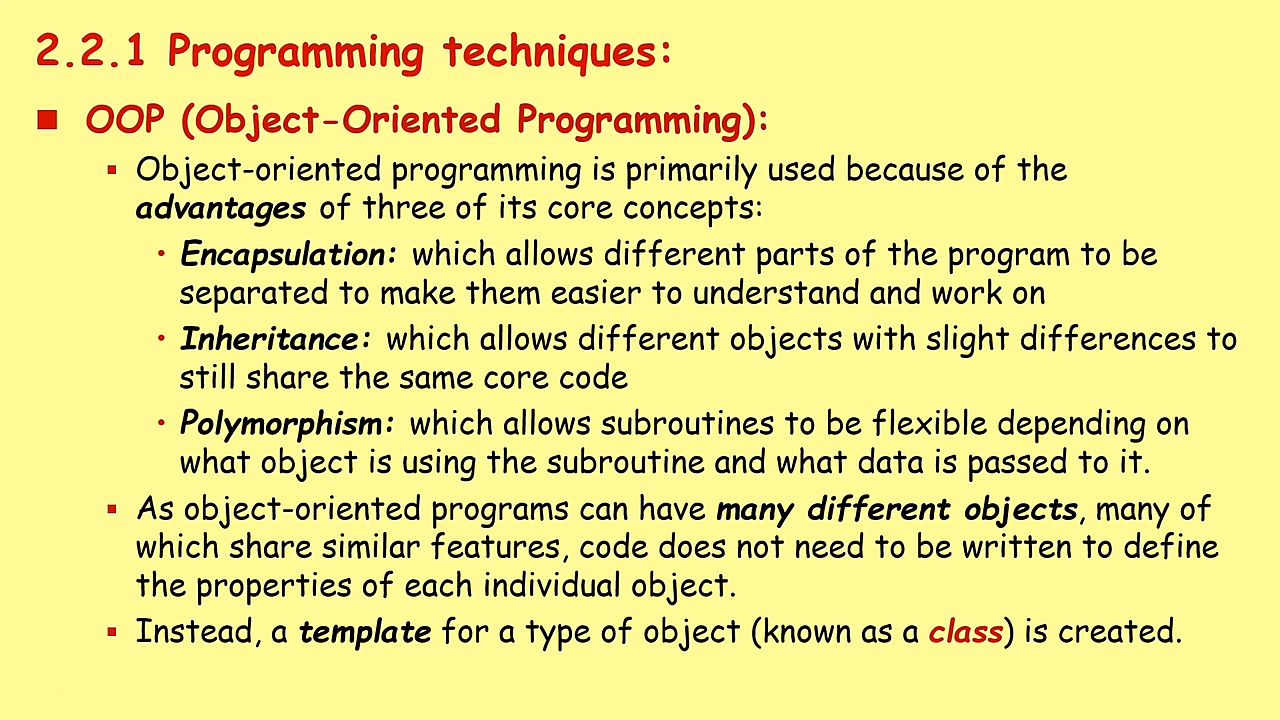 2.2.1 Programming techniques:
OOP (Object-Oriented Programming):
Object-oriented programming is primarily used because of the
advantages of three of its core concepts:
Encapsulation: which allows different parts of the program to be
separated to make them easier to understand and work on
Inheritance: which allows different objects with slight differences to
still share the same core code
Polymorphism: which allows subroutines to be flexible depending on
what object is using the subroutine and what data is passed to it.
As object-oriented programs can have many different objects, many of
which share similar features, code does not need to be written to define
the properties of each individual object.
Instead, a template for a type of object (known as a class) is created.